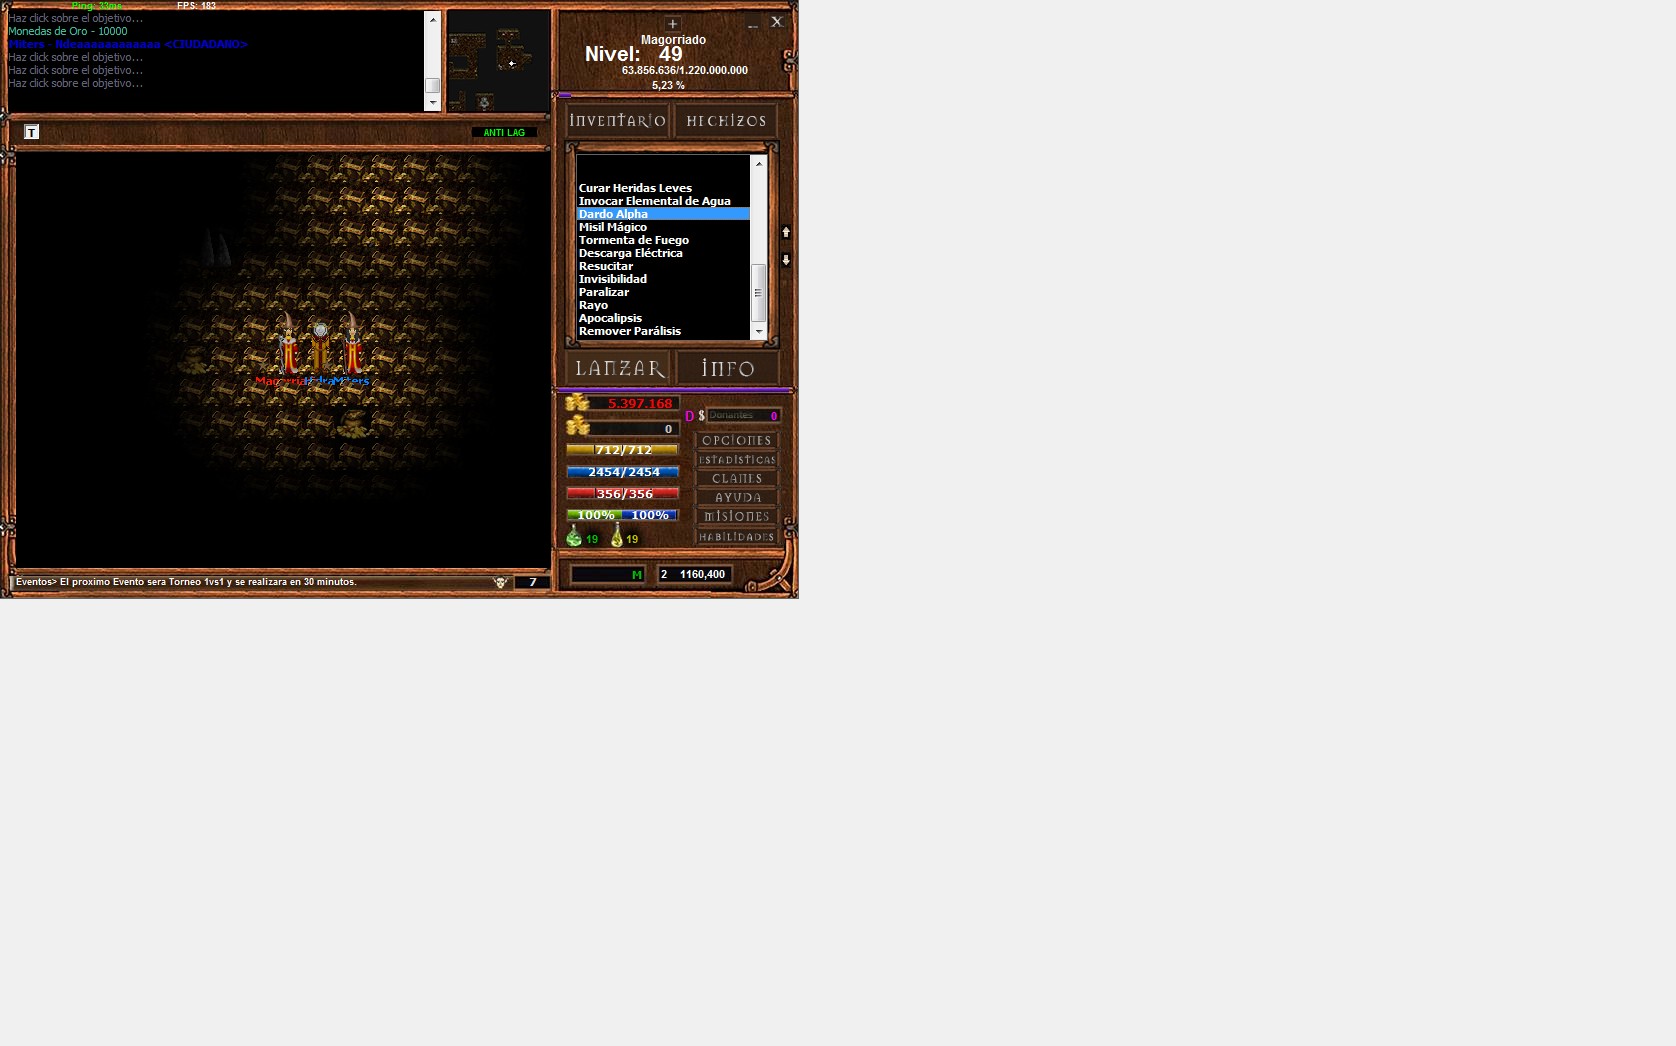 Ping: 33ms
FPS: 183
Haz click sobre el objetivo...
Monedas de Oro - 10000
Miters - Ndeaaaaaaaaaaaa <CIUDADANO>
Haz click sobre el objetivo...
Haz click sobre el objetivo...
Haz click sobre el objetivo...
+
_ X
Magorriado
Nivel: 49
63.856.636/1.220.000.000
5,23 %
T
ANTI LAG
INVENTARIO
HECHIZOS
Curar Heridas Leves
Invocar Elemental de Agua
Dardo Alpha
Misil Mágico
Tormenta de Fuego
Descarga Eléctrica
Resucitar
Invisibilidad
Paralizar
Rayo
Apocalipsis
Remover Parálisis
LANZAR
INFO
5.397.168
0
712/712
2454/2454
356/356
100% 100%
19 19
D $ Donantes 0
OPCIONES
ESTADÍSTICAS
CLANES
AYUDA
MISIONES
HABILIDADES
Eventos> El proximo Evento sera Torneo 1vs1 y se realizara en 30 minutos.
7
M
2 1160,400